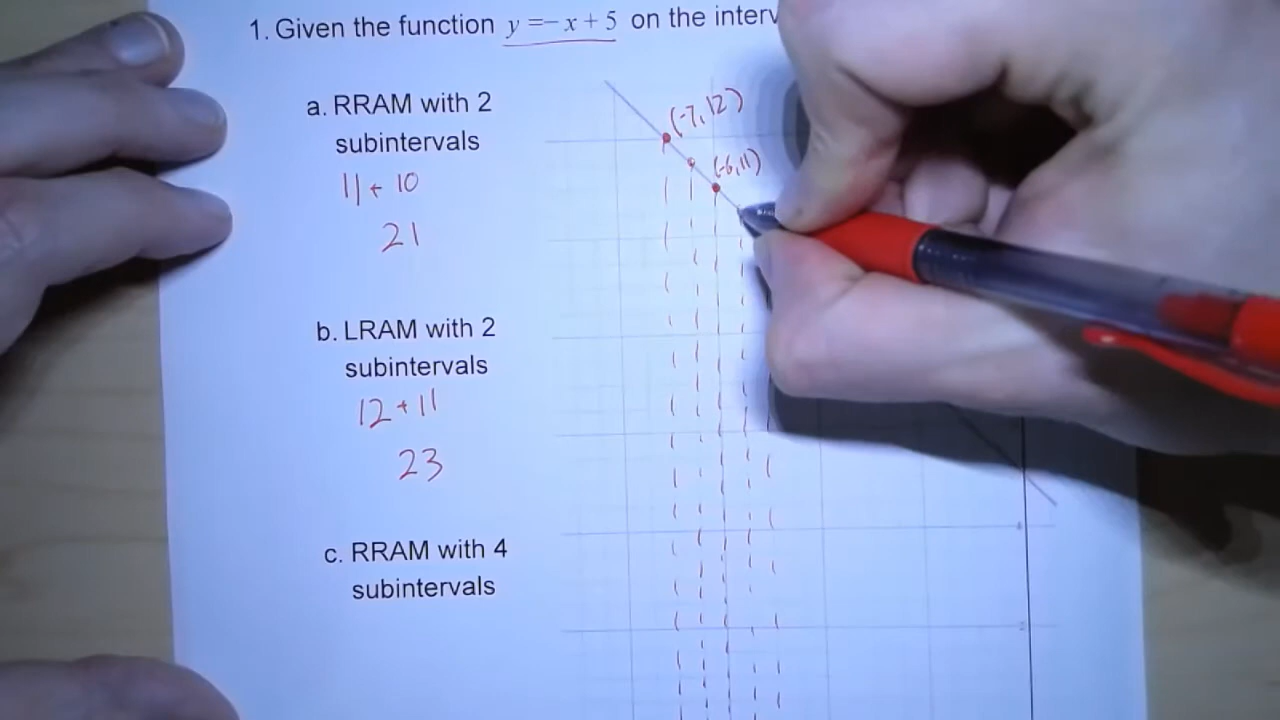 1. Given the function y =− x + 5 on the interv
a. RRAM with 2
subintervals
11 + 10
21
b. LRAM with 2
subintervals
12 + 11
23
c. RRAM with 4
subintervals
(-7, 12)
(-6, 11)